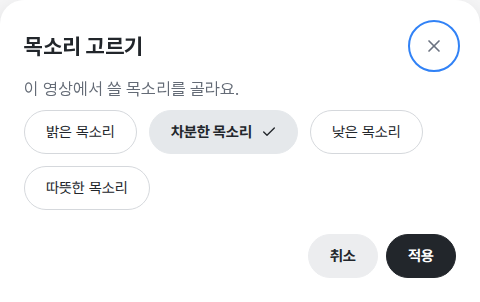 목소리 고르기
이 영상에서 쓸 목소리를 골라요.
밝은 목소리
차분한 목소리
낮은 목소리
따뜻한 목소리
취소
적용